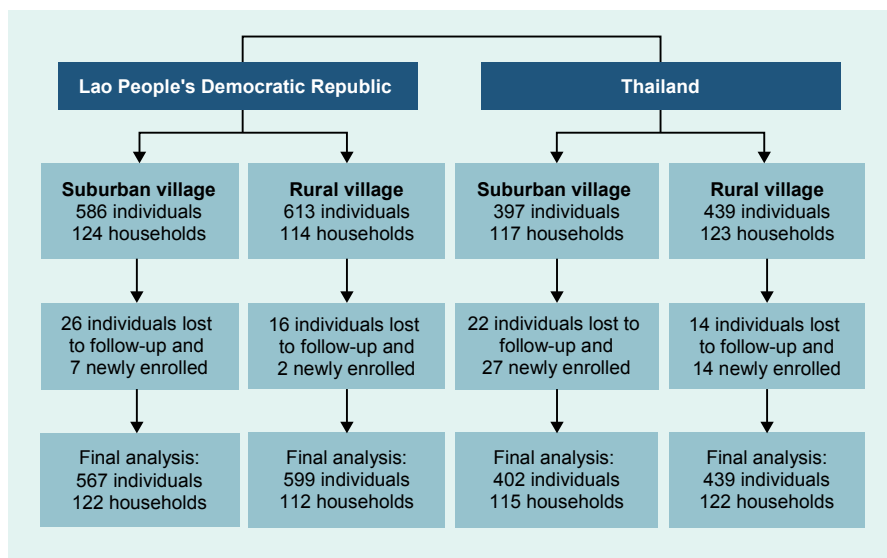 Lao People's Democratic Republic
Thailand
Suburban village
586 individuals
124 households
Rural village
613 individuals
114 households
Suburban village
397 individuals
117 households
Rural village
439 individuals
123 households
26 individuals lost
to follow-up and
7 newly enrolled
16 individuals lost
to follow-up and
2 newly enrolled
22 individuals lost to
follow-up and
27 newly enrolled
14 individuals lost
to follow-up and
14 newly enrolled
Final analysis:
567 individuals
122 households
Final analysis:
599 individuals
112 households
Final analysis:
402 individuals
115 households
Final analysis:
439 individuals
122 households